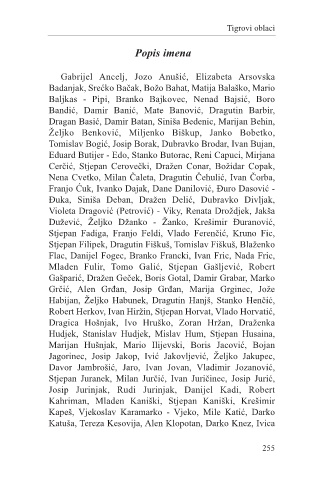 Tigrovi oblaci
Popis imena
Gabrijel Ancelj, Jozo Anušić, Elizabeta Arsovska
Badanjak, Srećko Bačak, Božo Bahat, Matija Balaško, Mario
Baljkas - Pipi, Branko Bajkovec, Nenad Bajsić, Boro
Bandić, Damir Banić, Mate Banović, Dragutin Barbir,
Dragan Basić, Damir Batan, Siniša Bedenic, Marijan Behin,
Željko Benković, Miljenko Biškup, Janko Bobetko,
Tomislav Bogić, Josip Borak, Dubravko Brodar, Ivan Bujan,
Eduard Butijer - Edo, Stanko Butorac, Reni Capuci, Mirjana
Cerčić, Stjepan Cerovečki, Dražen Conar, Božidar Copak,
Nena Cvetko, Milan Čaleta, Dragutin Čehulić, Ivan Čorba,
Franjo Ćuk, Ivanko Dajak, Dane Danilović, Đuro Dasović -
Đuka, Siniša Deban, Dražen Delić, Dubravko Divljak,
Violeta Dragović (Petrović) - Viky, Renata Droždjek, Jakša
Dužević, Željko Džanko - Žanko, Krešimir Đuranović,
Stjepan Fadiga, Franjo Feldi, Vlado Ferenčić, Kruno Fic,
Stjepan Filipek, Dragutin Fiškuš, Tomislav Fiškuš, Blaženko
Flac, Danijel Fogec, Branko Francki, Ivan Fric, Nada Fric,
Mladen Fulir, Tomo Galić, Stjepan Gašljević, Robert
Gašparić, Dražen Geček, Boris Gotal, Damir Grabar, Marko
Grčić, Alen Grđan, Josip Grđan, Marija Grginec, Jože
Habijan, Željko Habunek, Dragutin Hanjš, Stanko Henčić,
Robert Herkov, Ivan Hiržin, Stjepan Horvat, Vlado Horvatić,
Dragica Hošnjak, Ivo Hruško, Zoran Hržan, Draženka
Hudjek, Stanislav Hudjek, Mislav Hum, Stjepan Husaina,
Marijan Hušnjak, Mario Ilijevski, Boris Jacović, Bojan
Jagorinec, Josip Jakop, Ivić Jakovljević, Željko Jakupec,
Davor Jambrošić, Jaro, Ivan Jovan, Vladimir Jozanović,
Stjepan Juranek, Milan Jurčić, Ivan Juričinec, Josip Jurić,
Josip Jurinjak, Rudi Jurinjak, Danijel Kadi, Robert
Kahriman, Mladen Kaniški, Stjepan Kaniški, Krešimir
Kapeš, Vjekoslav Karamarko - Vjeko, Mile Katić, Darko
Katuša, Tereza Kesovija, Alen Klopotan, Darko Knez, Ivica
255